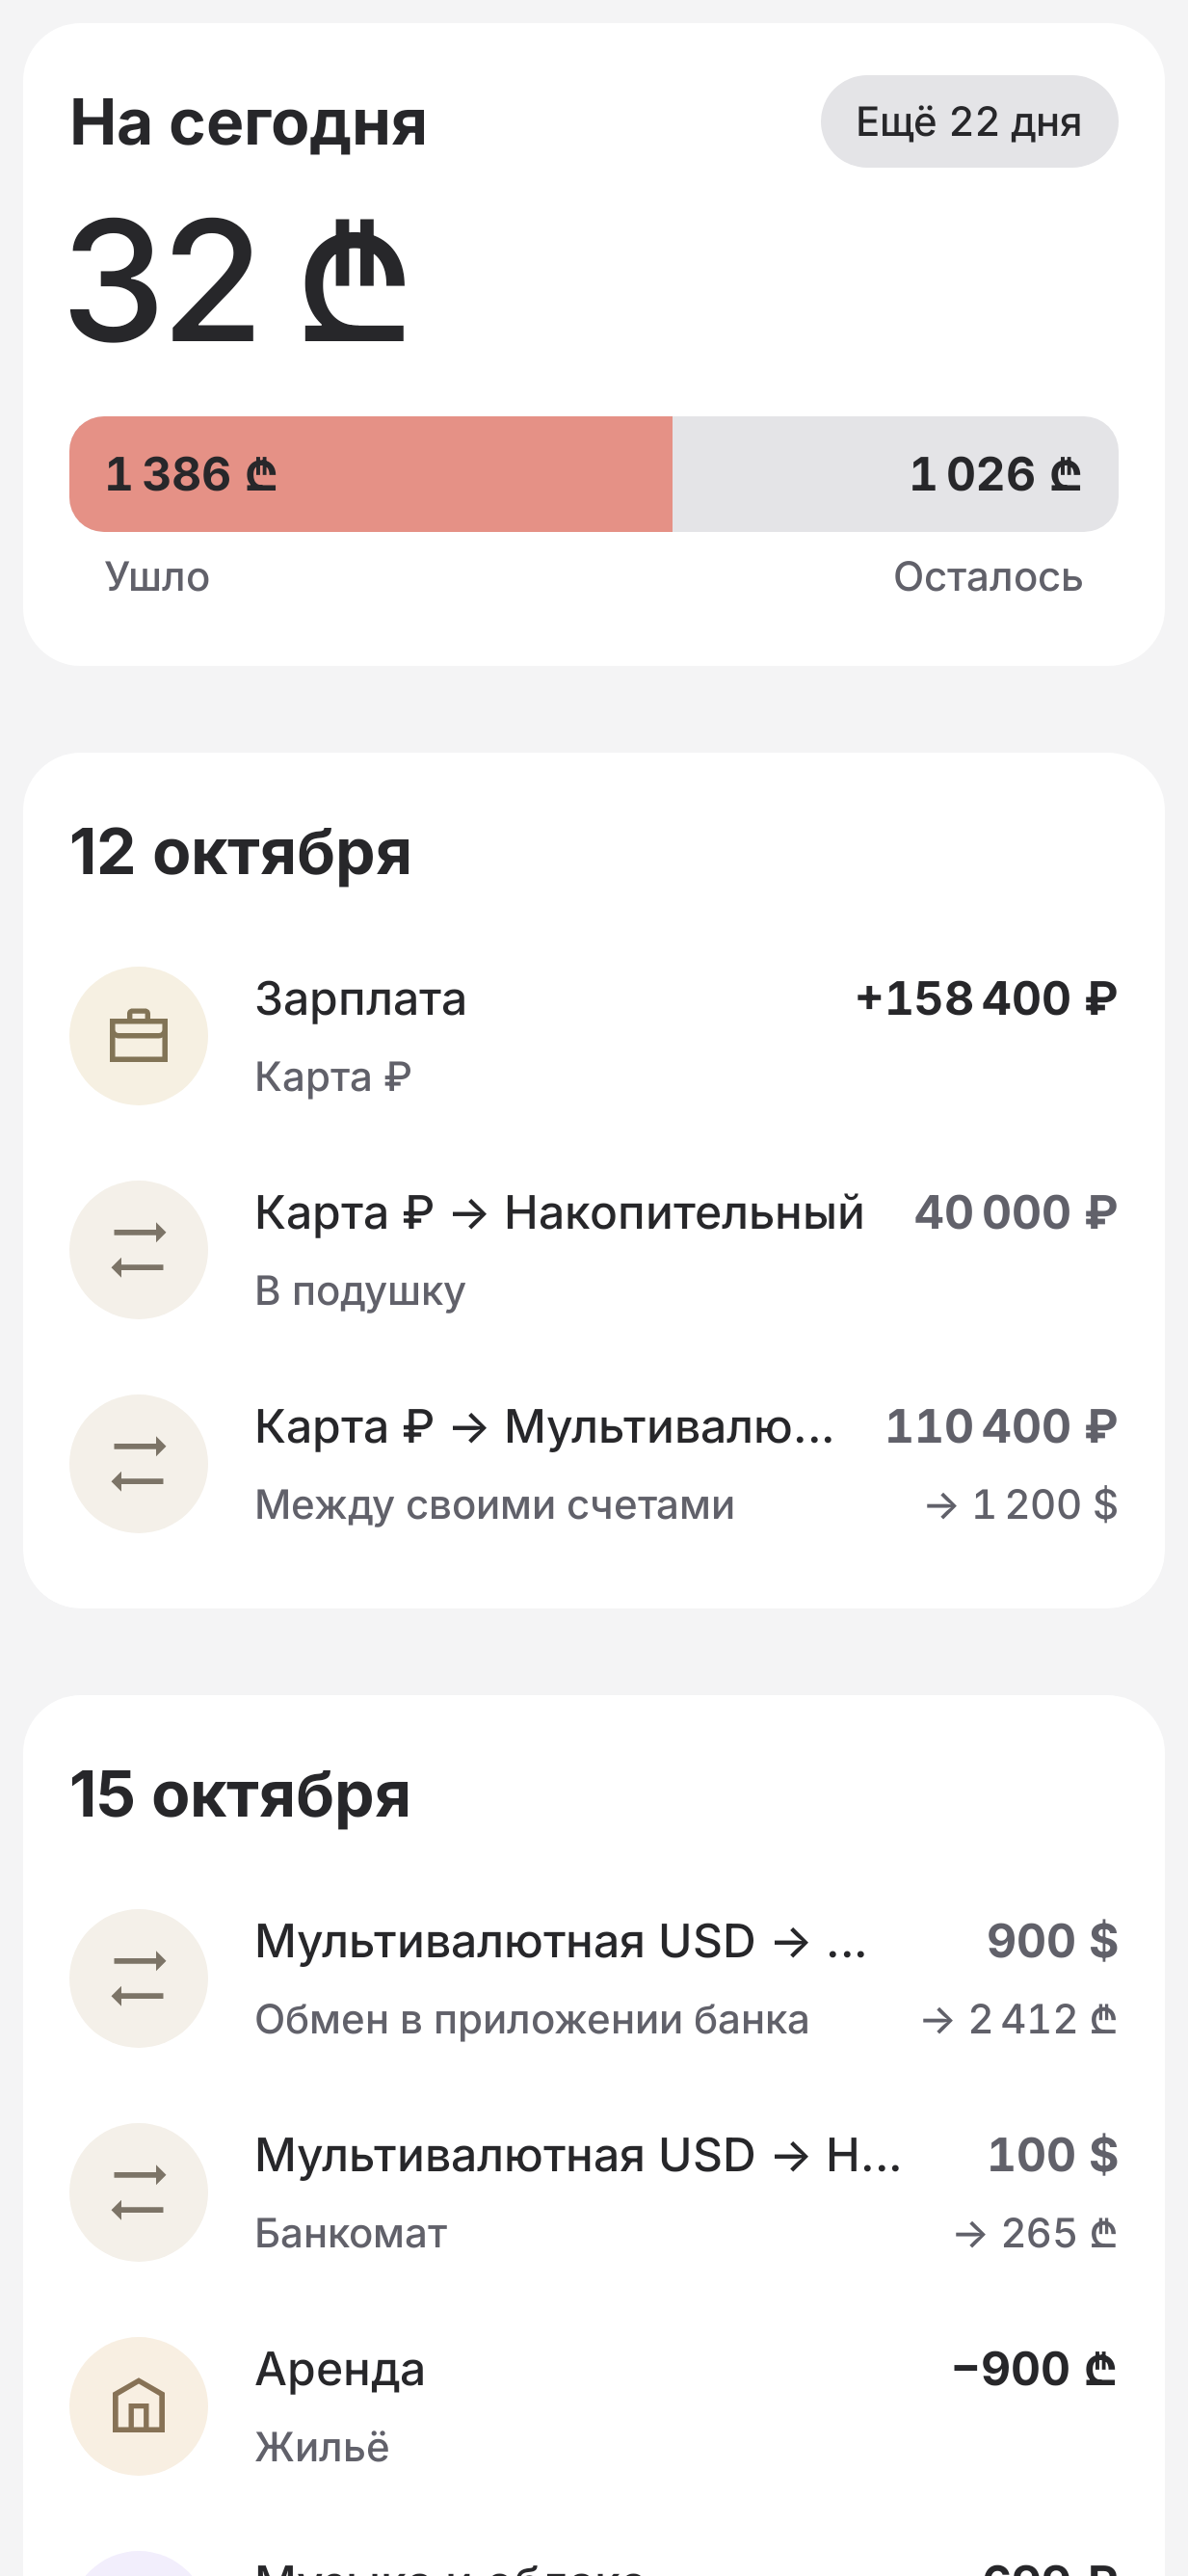 На сегодня
Ещё 22 дня
32 ₾
1 386 ₾
1 026 ₾
Ушло
Осталось
12 октября
Зарплата
+158 400 ₽
Карта ₽
Карта ₽ → Накопительный
40 000 ₽
В подушку
Карта ₽ → Мультивалю...
110 400 ₽
Между своими счетами
→ 1 200 $
15 октября
Мультивалютная USD → ...
900 $
Обмен в приложении банка
→ 2 412 ₾
Мультивалютная USD → Н...
100 $
Банкомат
→ 265 ₾
Аренда
−900 ₾
Жильё